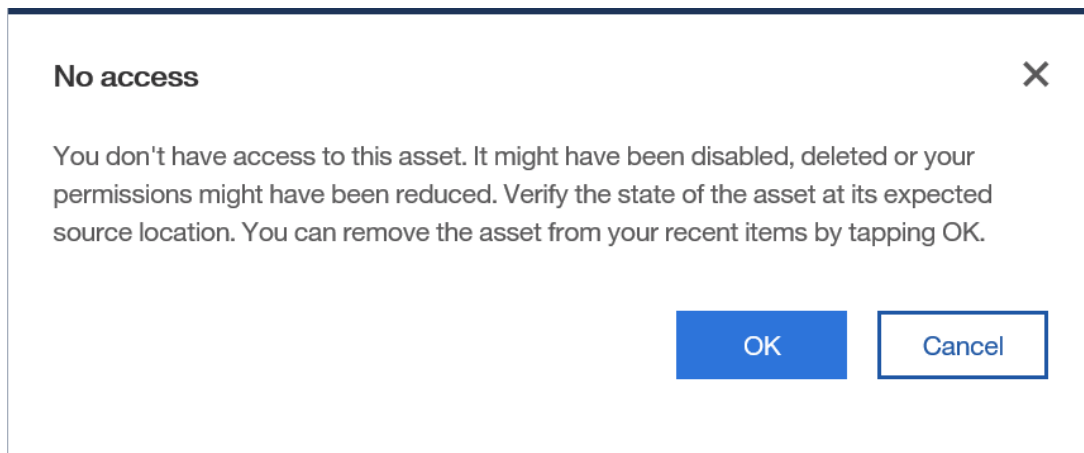 No access
You don't have access to this asset. It might have been disabled, deleted or your
permissions might have been reduced. Verify the state of the asset at its expected
source location. You can remove the asset from your recent items by tapping OK.
OK
Cancel